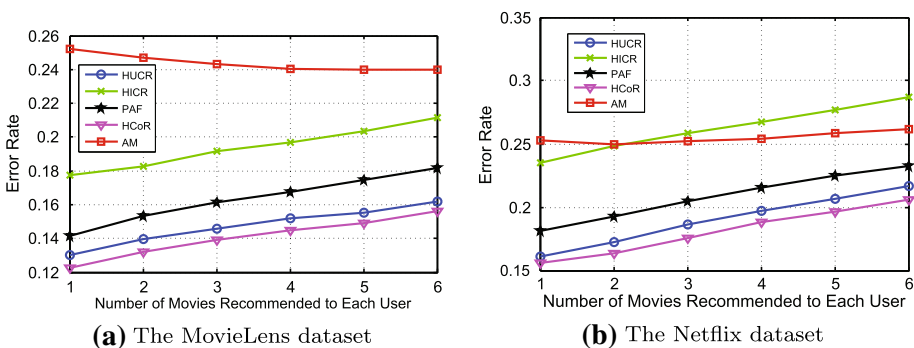 0.26
0.24
0.22
0.2
0.18
0.16
0.14
0.12
Error Rate
HUCR
HICR
PAF
HCoR
AM
1 2 3 4 5 6
Number of Movies Recommended to Each User
(a) The MovieLens dataset
0.35
0.3
0.25
0.2
0.15
Error Rate
HUCR
HICR
PAF
HCoR
AM
1 2 3 4 5 6
Number of Movies Recommended to Each User
(b) The Netflix dataset